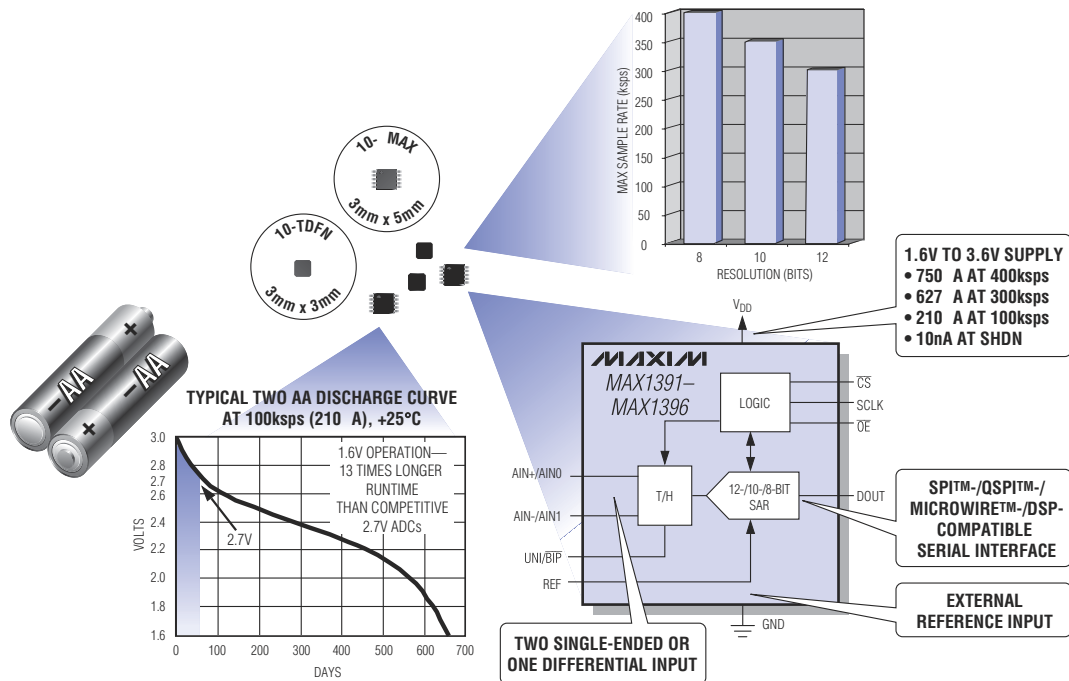 10- MAX
3mm x 5mm
10-TDFN
3mm x 3mm
AA
AA
MAX SAMPLE RATE (ksps)
400
350
300
250
200
150
100
50
0
8
10
12
RESOLUTION (BITS)
1.6V TO 3.6V SUPPLY
• 750 A AT 400ksps
• 627 A AT 300ksps
• 210 A AT 100ksps
• 10nA AT SHDN
VDD
MAXIM
MAX1391–
MAX1396
LOGIC
CS
SCLK
OE
AIN+/AIN0
AIN-/AIN1
UNI/BIP
REF
T/H
12-/10-/8-BIT
SAR
DOUT
GND
SPI™-/QSPI™-/
MICROWIRE™-/DSP-
COMPATIBLE
SERIAL INTERFACE
EXTERNAL
REFERENCE INPUT
TWO SINGLE-ENDED OR
ONE DIFFERENTIAL INPUT
TYPICAL TWO AA DISCHARGE CURVE
AT 100ksps (210 A), +25°C
1.6V OPERATION—
13 TIMES LONGER
RUNTIME
THAN COMPETITIVE
2.7V ADCs
2.7V
VOLTS
3.0
2.8
2.7
2.6
2.4
2.2
2.0
1.8
1.6
0
100
200
300
400
500
600
700
DAYS